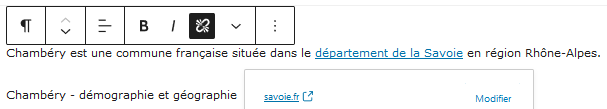 B I
Chambéry est une commune française située dans le département de la Savoie en région Rhône-Alpes.
Chambéry - démographie et géographie
savoie.fr Modifier